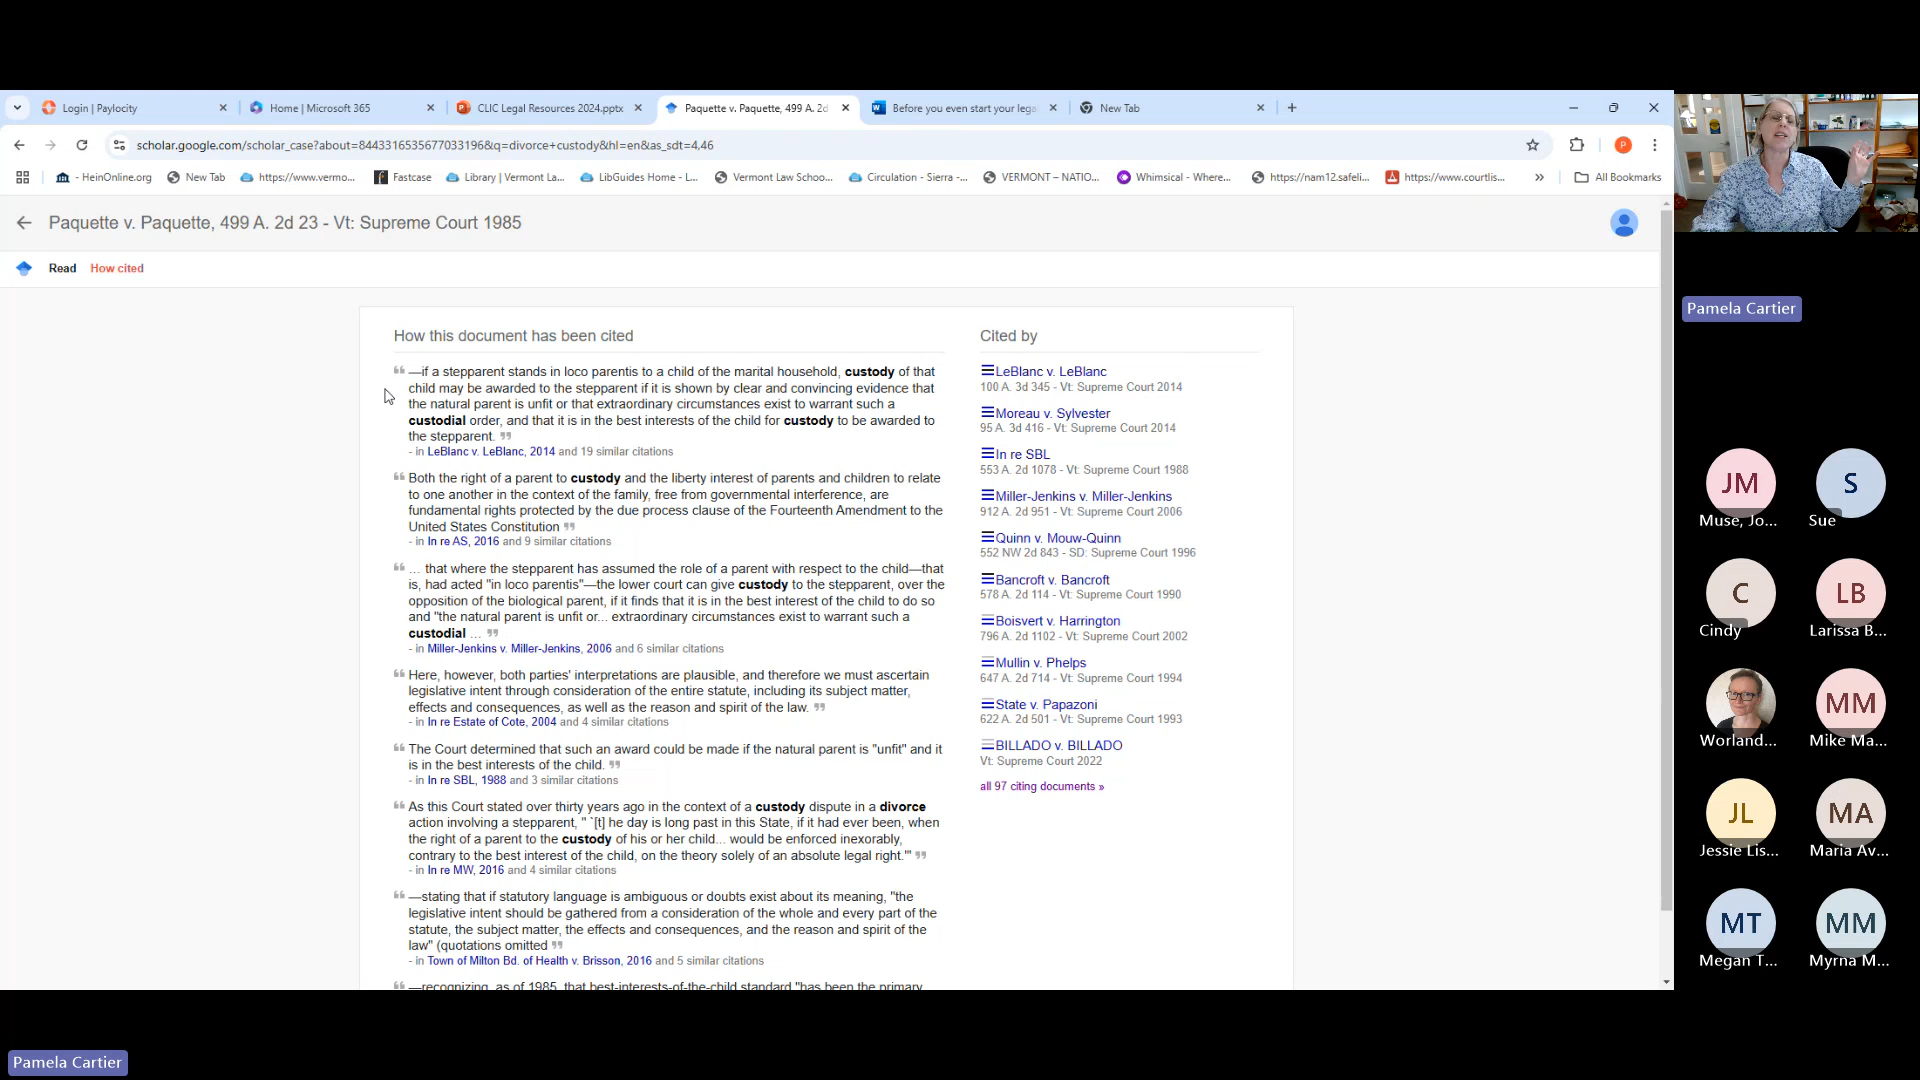 Login | Paylocity
Home | Microsoft 365
CLIC Legal Resources 2024.pptx
Paquette v. Paquette, 499 A. 2d
Before you even start your lega
New Tab
scholar.google.com/scholar_case?about=8443316535677033196&q=divorce+custody&hl=en&as_sdt=4,46
P
- HeinOnline.org
New Tab
https://www.vermo...
Fastcase
Library | Vermont La...
LibGuides Home - L...
Vermont Law Schoo...
Circulation - Sierra -...
VERMONT – NATIO...
Whimsical - Where...
https://nam12.safeli...
https://www.courtlis...
»
All Bookmarks
Paquette v. Paquette, 499 A. 2d 23 - Vt: Supreme Court 1985
Read
How cited
How this document has been cited
—if a stepparent stands in loco parentis to a child of the marital household, custody of that
child may be awarded to the stepparent if it is shown by clear and convincing evidence that
the natural parent is unfit or that extraordinary circumstances exist to warrant such a
custodial order, and that it is in the best interests of the child for custody to be awarded to
the stepparent.
- in LeBlanc v. LeBlanc, 2014 and 19 similar citations
Both the right of a parent to custody and the liberty interest of parents and children to relate
to one another in the context of the family, free from governmental interference, are
fundamental rights protected by the due process clause of the Fourteenth Amendment to the
United States Constitution
- in In re AS, 2016 and 9 similar citations
... that where the stepparent has assumed the role of a parent with respect to the child—that
is, had acted "in loco parentis"—the lower court can give custody to the stepparent, over the
opposition of the biological parent, if it finds that it is in the best interest of the child to do so
and "the natural parent is unfit or... extraordinary circumstances exist to warrant such a
custodial ...
- in Miller-Jenkins v. Miller-Jenkins, 2006 and 6 similar citations
Here, however, both parties' interpretations are plausible, and therefore we must ascertain
legislative intent through consideration of the entire statute, including its subject matter,
effects and consequences, as well as the reason and spirit of the law.
- in In re Estate of Cote, 2004 and 4 similar citations
The Court determined that such an award could be made if the natural parent is "unfit" and it
is in the best interests of the child.
- in In re SBL, 1988 and 3 similar citations
As this Court stated over thirty years ago in the context of a custody dispute in a divorce
action involving a stepparent, " `[t] he day is long past in this State, if it had ever been, when
the right of a parent to the custody of his or her child... would be enforced inexorably,
contrary to the best interest of the child, on the theory solely of an absolute legal right.'"
- in In re MW, 2016 and 4 similar citations
—stating that if statutory language is ambiguous or doubts exist about its meaning, "the
legislative intent should be gathered from a consideration of the whole and every part of the
statute, the subject matter, the effects and consequences, and the reason and spirit of the
law" (quotations omitted
- in Town of Milton Bd. of Health v. Brisson, 2016 and 5 similar citations
—recognizing, as of 1985, that best-interests-of-the-child standard "has been the primary
Cited by
LeBlanc v. LeBlanc
100 A. 3d 345 - Vt: Supreme Court 2014
Moreau v. Sylvester
95 A. 3d 416 - Vt: Supreme Court 2014
In re SBL
553 A. 2d 1078 - Vt: Supreme Court 1988
Miller-Jenkins v. Miller-Jenkins
912 A. 2d 951 - Vt: Supreme Court 2006
Quinn v. Mouw-Quinn
552 NW 2d 843 - SD: Supreme Court 1996
Bancroft v. Bancroft
578 A. 2d 114 - Vt: Supreme Court 1990
Boisvert v. Harrington
796 A. 2d 1102 - Vt: Supreme Court 2002
Mullin v. Phelps
647 A. 2d 714 - Vt: Supreme Court 1994
State v. Papazoni
622 A. 2d 501 - Vt: Supreme Court 1993
BILLADO v. BILLADO
Vt: Supreme Court 2022
all 97 citing documents »
Pamela Cartier
JM
Muse, Jo...
S
Sue
C
Cindy
LB
Larissa B...
Worland...
MM
Mike Ma...
JL
Jessie Lis...
MA
Maria Av...
MT
Megan T...
MM
Myrna M...
Pamela Cartier